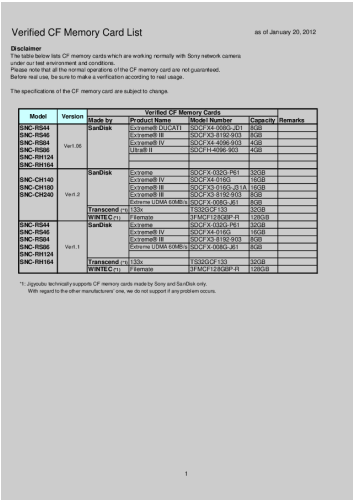 Verified CF Memory Card List as of January 20, 2012
Disclaimer
The table below lists CF memory cards which are working normally with Sony network camera
under our test environment and conditions.
Please note that all the normal operations of the CF memory card are not guaranteed.
Before real use, be sure to make a verification according to real usage.
The specifications of the CF memory card are subject to change.
Model Version Verified CF Memory Cards
Made by Product Name Model Number Capacity Remarks
SNC-RS44 SanDisk Extreme® DUCATI SDCFX4-008G-JD1 8GB
SNC-RS46 Extreme® III SDCFX3-8192-903 8GB
SNC-RS84 Ver1.05 Extreme® IV SDCFX4-4096-903 4GB
SNC-RS86 Ultra® II SDCFH-4096-903 4GB
SNC-RH124
SNC-RH164
SanDisk Extreme SDCFX-032G-P61 32GB
SNC-CH140 Extreme® IV SDCFX4-016G 16GB
SNC-CH180 Extreme® III SDCFX3-016G-J31A 16GB
SNC-CH240 Ver1.2 Extreme® III SDCFX3-8192-903 8GB
Extreme UDMA 60MB/s SDCFX-008G-J61 8GB
Transcend (*1) 133x TS32GCF133 32GB
WINTEC (*1) Filemate 3FMCF128GBP-R 128GB
SNC-RS44 SanDisk Extreme SDCFX-032G-P61 32GB
SNC-RS46 Extreme® IV SDCFX4-016G 16GB
SNC-RS84 Extreme® III SDCFX3-8192-903 8GB
SNC-RS86 Ver1.1 Extreme UDMA 60MB/s SDCFX-008G-J61 8GB
SNC-RH124
SNC-RH164 Transcend (*1) 133x TS32GCF133 32GB
WINTEC (*1) Filemate 3FMCF128GBP-R 128GB
*1: Jigyoubu technically supports CF memory cards made by Sony and SanDisk only.
With regard to the other manufacturers' one, we do not support if any problem occurs.
1